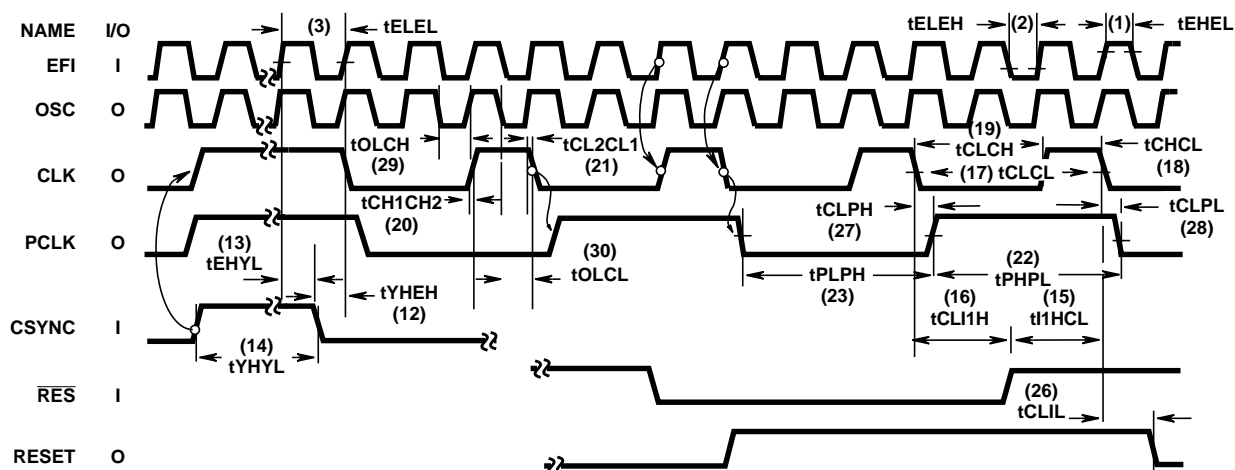 NAME I/O
(3) tELEL
tELEH (2) (1) tEHEL
EFI I
OSC O
tOLCH (29)
tCL2CL1 (21)
(19) tCLCH
tCHCL (18)
(17) tCLCL
CLK O
tCH1CH2 (20)
tCLPH (27)
tCLPL (28)
PCLK O
(13) tEHYL
(30) tOLCL
tPLPH (23)
(22) tPHPL
tYHEH (12)
(16) tCLI1H
(15) tI1HCL
CSYNC I
(14) tYHYL
RES I
(26) tCLIL
RESET O